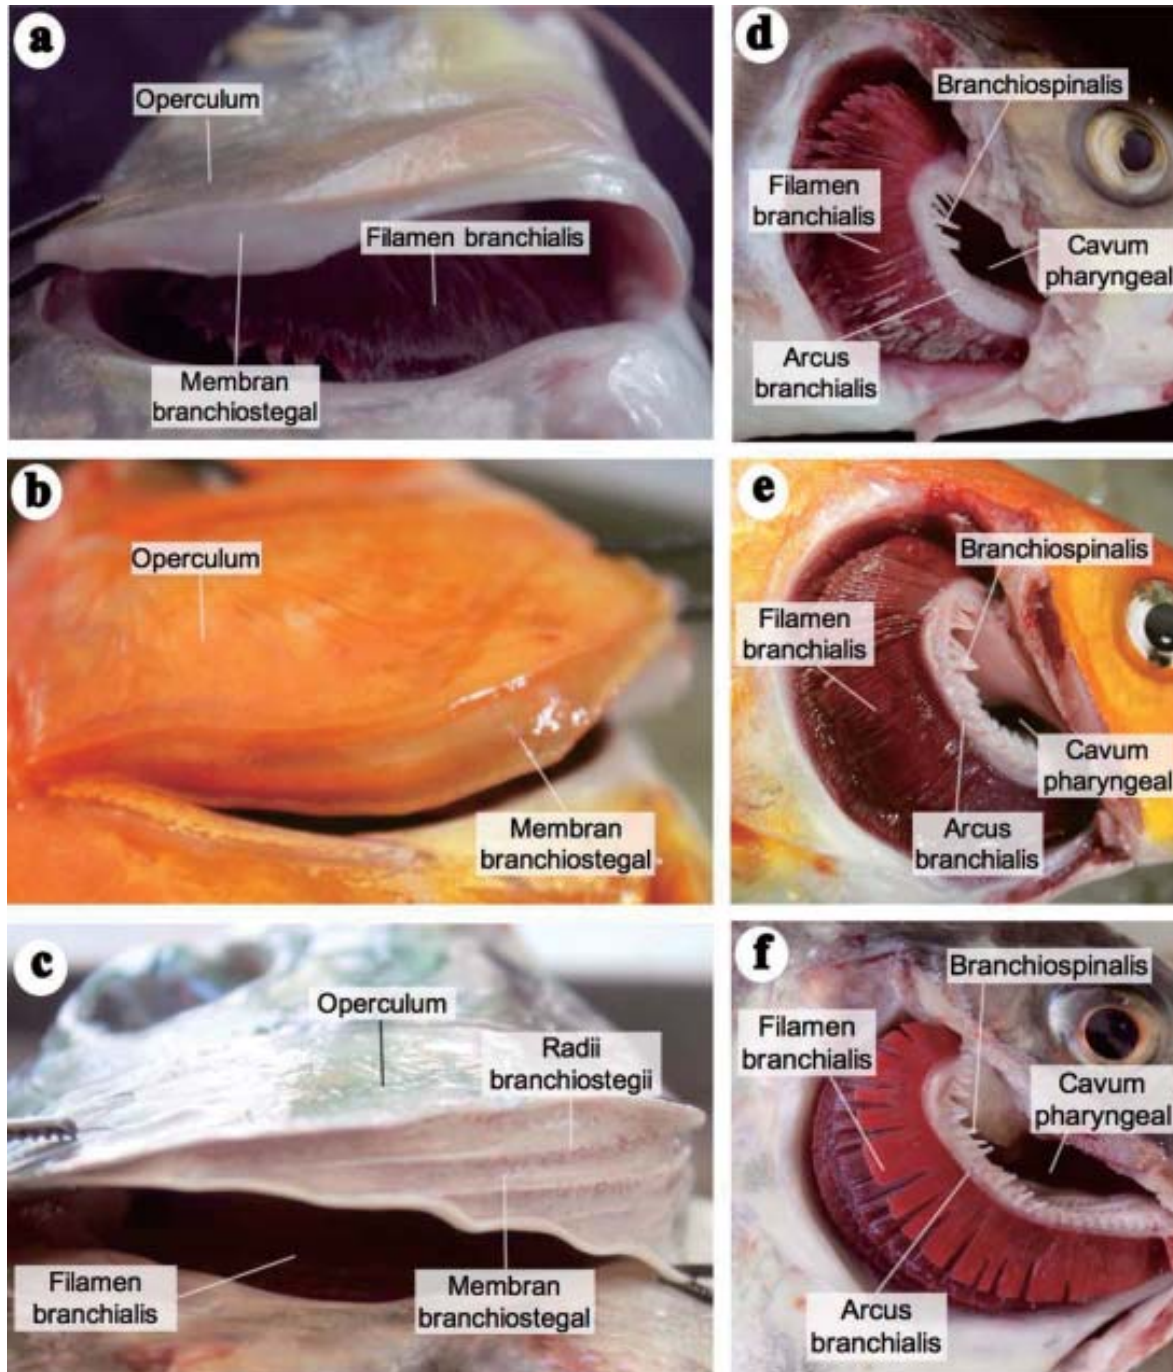 a
Operculum
Filamen branchialis
Membran
branchiostegal
d
Branchiospinalis
Filamen
branchialis
Cavum
pharyngeal
Arcus
branchialis
b
Operculum
Membran
branchiostegal
e
Branchiospinalis
Filamen
branchialis
Cavum
pharyngeal
Arcus
branchialis
c
Operculum
Radii
branchiostegii
Filamen
branchialis
Membran
branchiostegal
f
Branchiospinalis
Filamen
branchialis
Cavum
pharyngeal
Arcus
branchialis